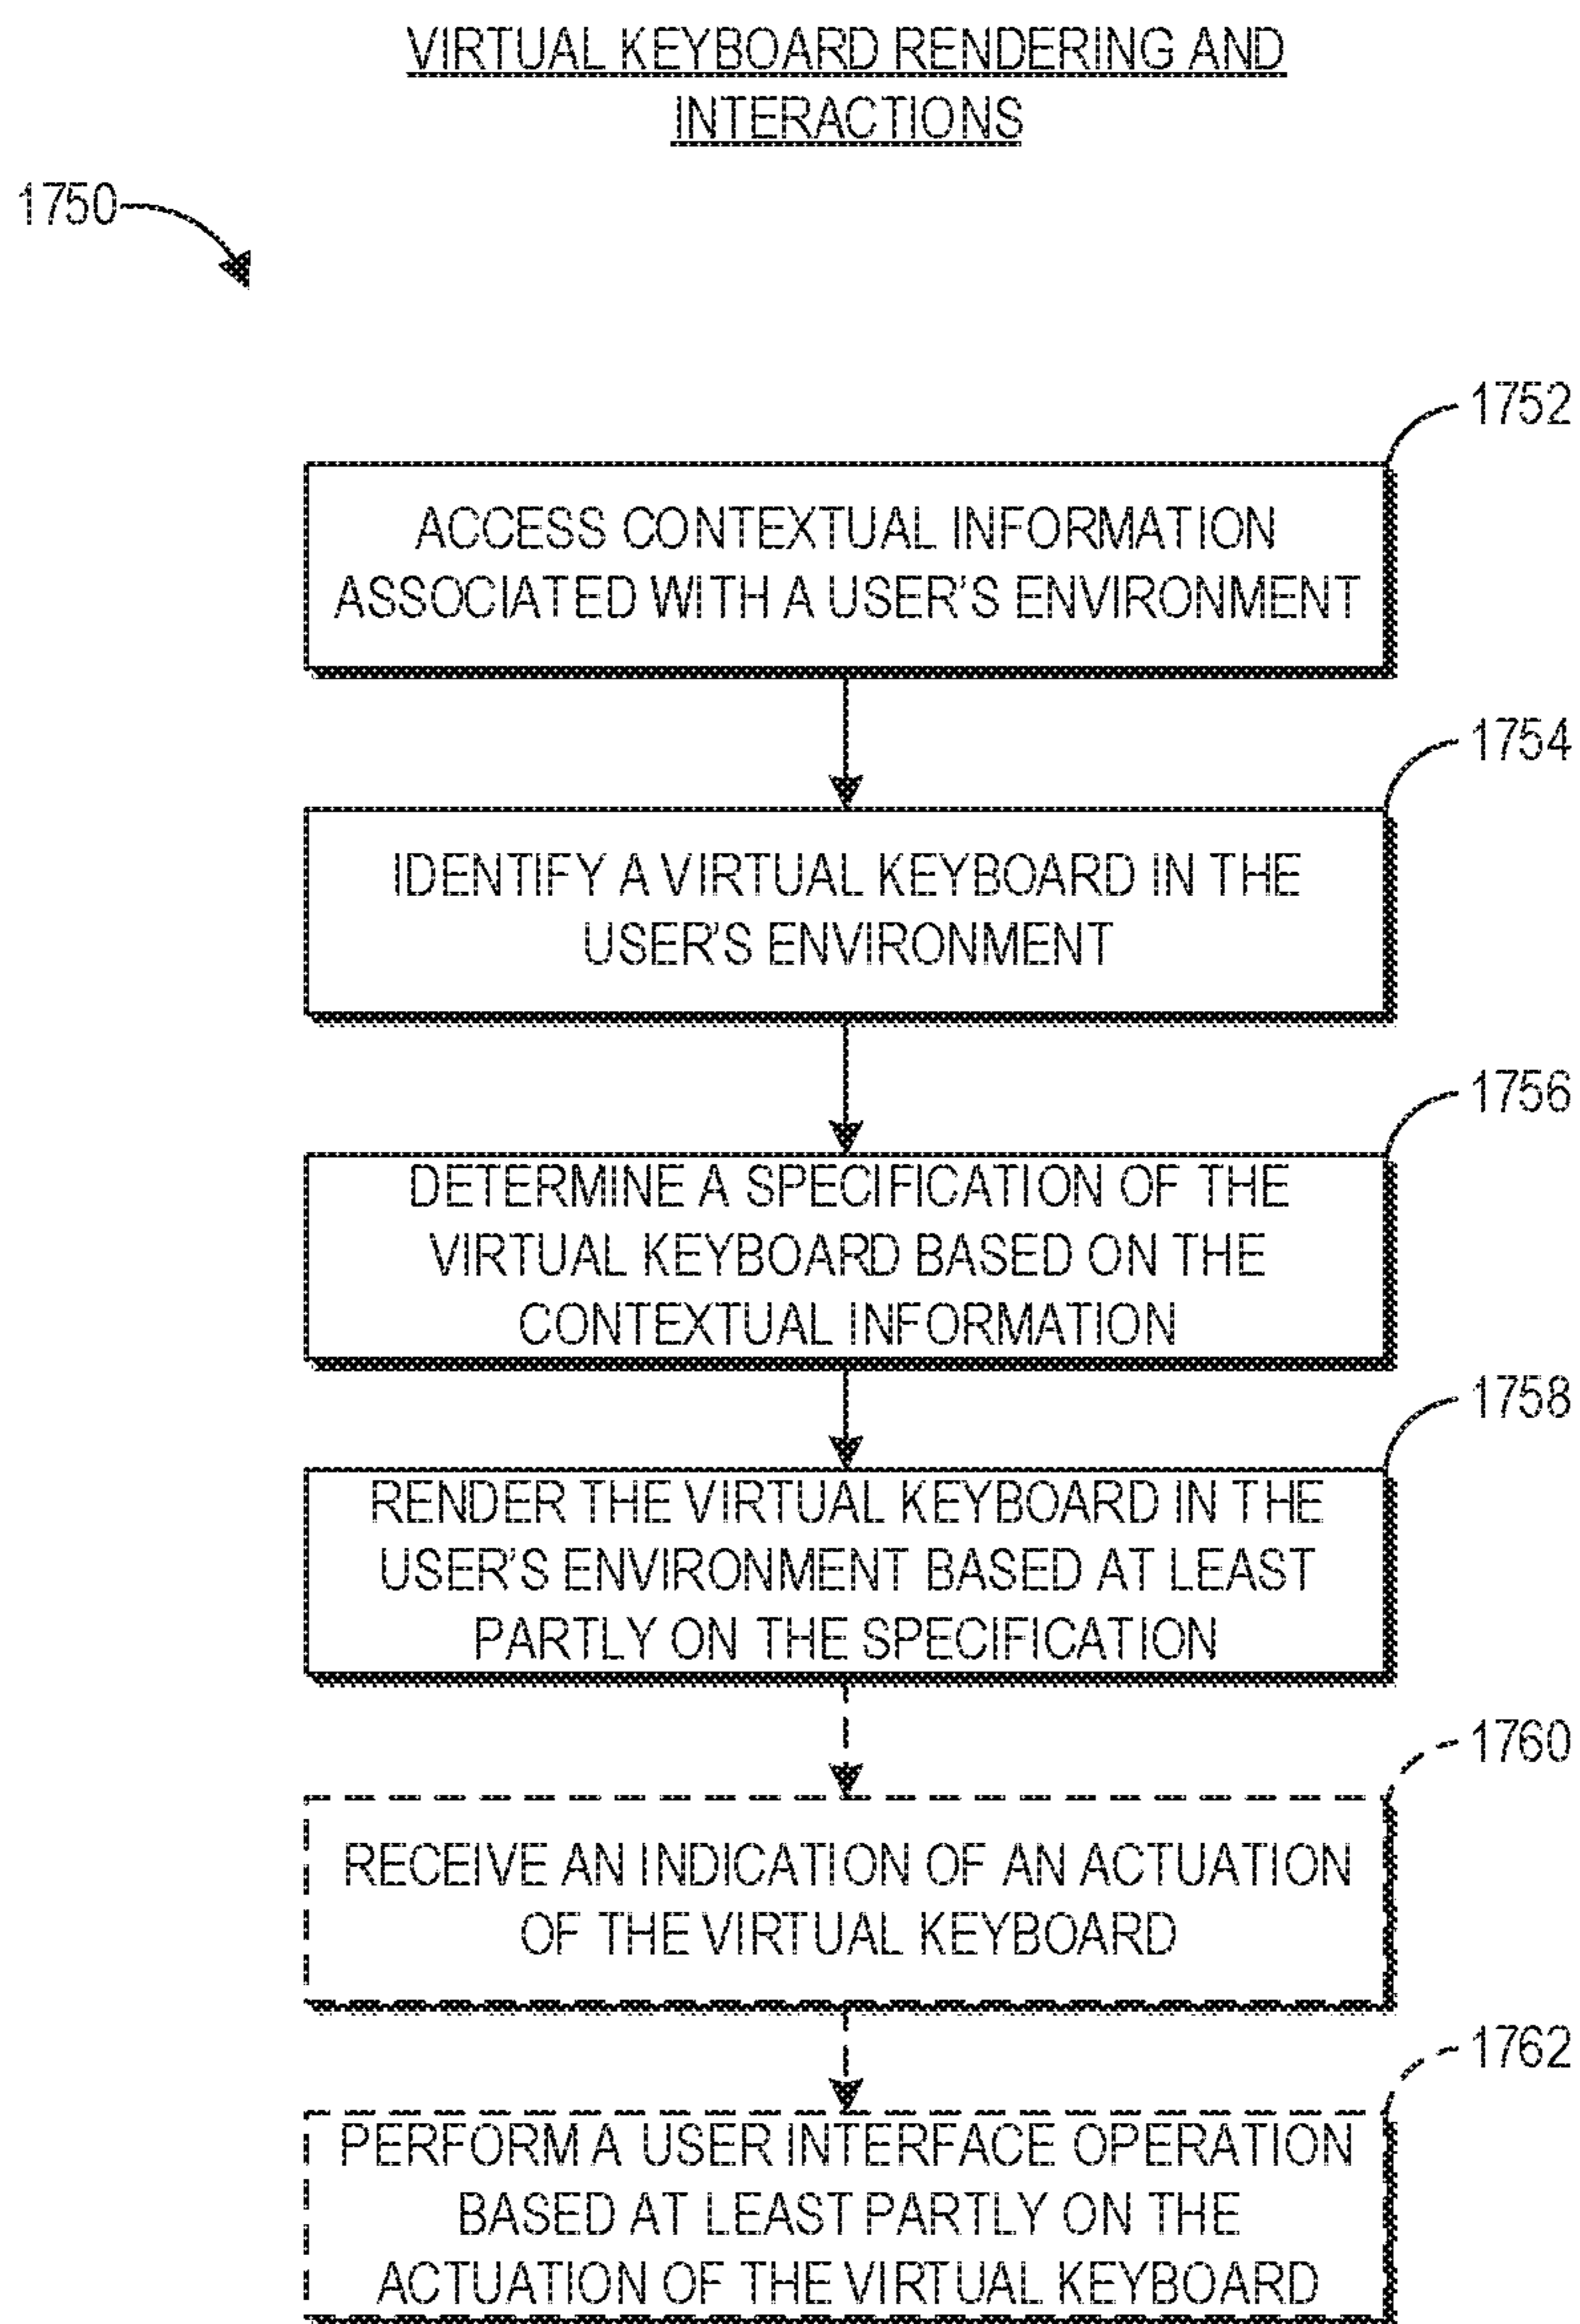 VIRTUAL KEYBOARD RENDERING AND
INTERACTIONS
1750
1752
ACCESS CONTEXTUAL INFORMATION
ASSOCIATED WITH A USER'S ENVIRONMENT
1754
IDENTIFY A VIRTUAL KEYBOARD IN THE
USER'S ENVIRONMENT
1756
DETERMINE A SPECIFICATION OF THE
VIRTUAL KEYBOARD BASED ON THE
CONTEXTUAL INFORMATION
1758
RENDER THE VIRTUAL KEYBOARD IN THE
USER'S ENVIRONMENT BASED AT LEAST
PARTLY ON THE SPECIFICATION
1760
RECEIVE AN INDICATION OF AN ACTUATION
OF THE VIRTUAL KEYBOARD
1762
PERFORM A USER INTERFACE OPERATION
BASED AT LEAST PARTLY ON THE
ACTUATION OF THE VIRTUAL KEYBOARD